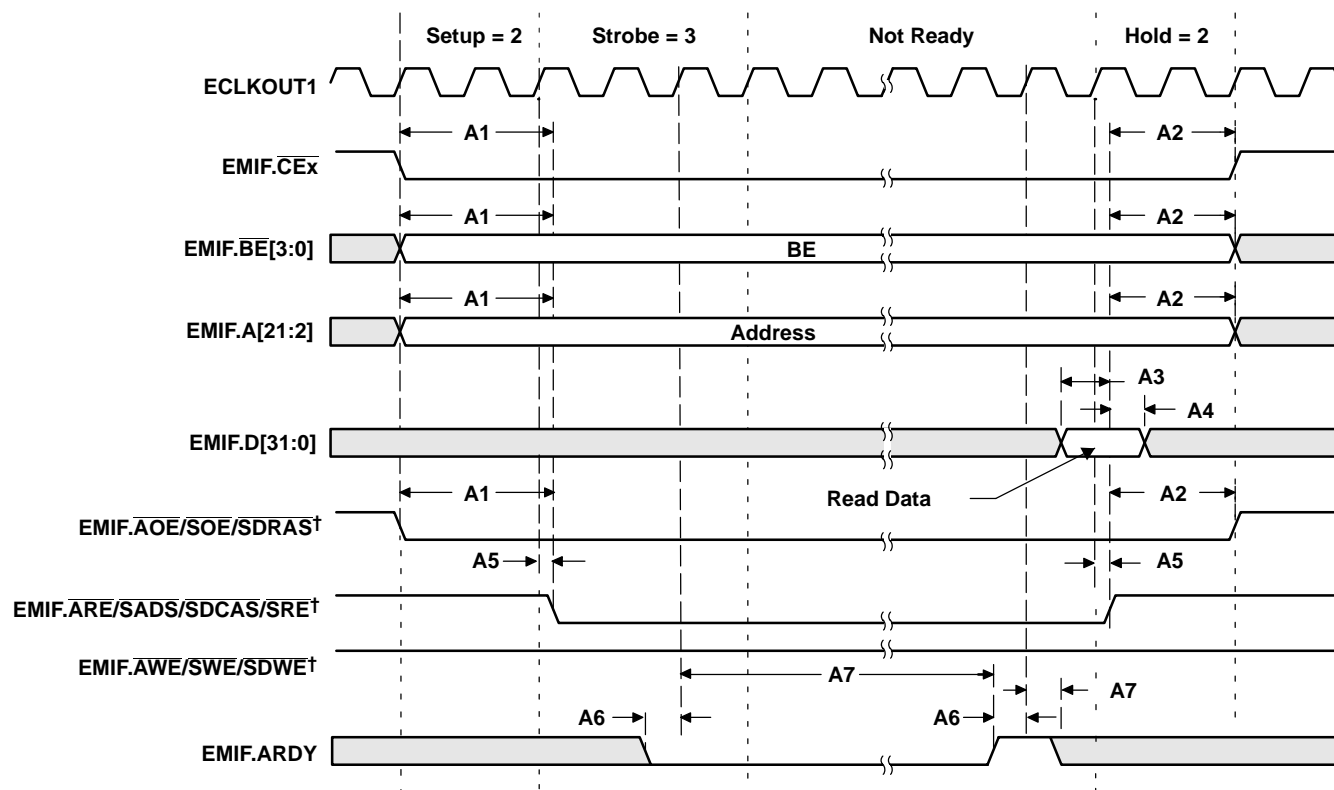 Setup = 2 Strobe = 3 Not Ready Hold = 2
ECLKOUT1
A1 A2
EMIF.CEx
A1 A2
EMIF.BE[3:0] BE
A1 A2
EMIF.A[21:2] Address
A3
A4
EMIF.D[31:0]
A1 Read Data A2
EMIF.AOE/SOE/SDRAS†
A5 A5
EMIF.ARE/SADS/SDCAS/SRE†
EMIF.AWE/SWE/SDWE†
A7 A7
A6 A6
EMIF.ARDY